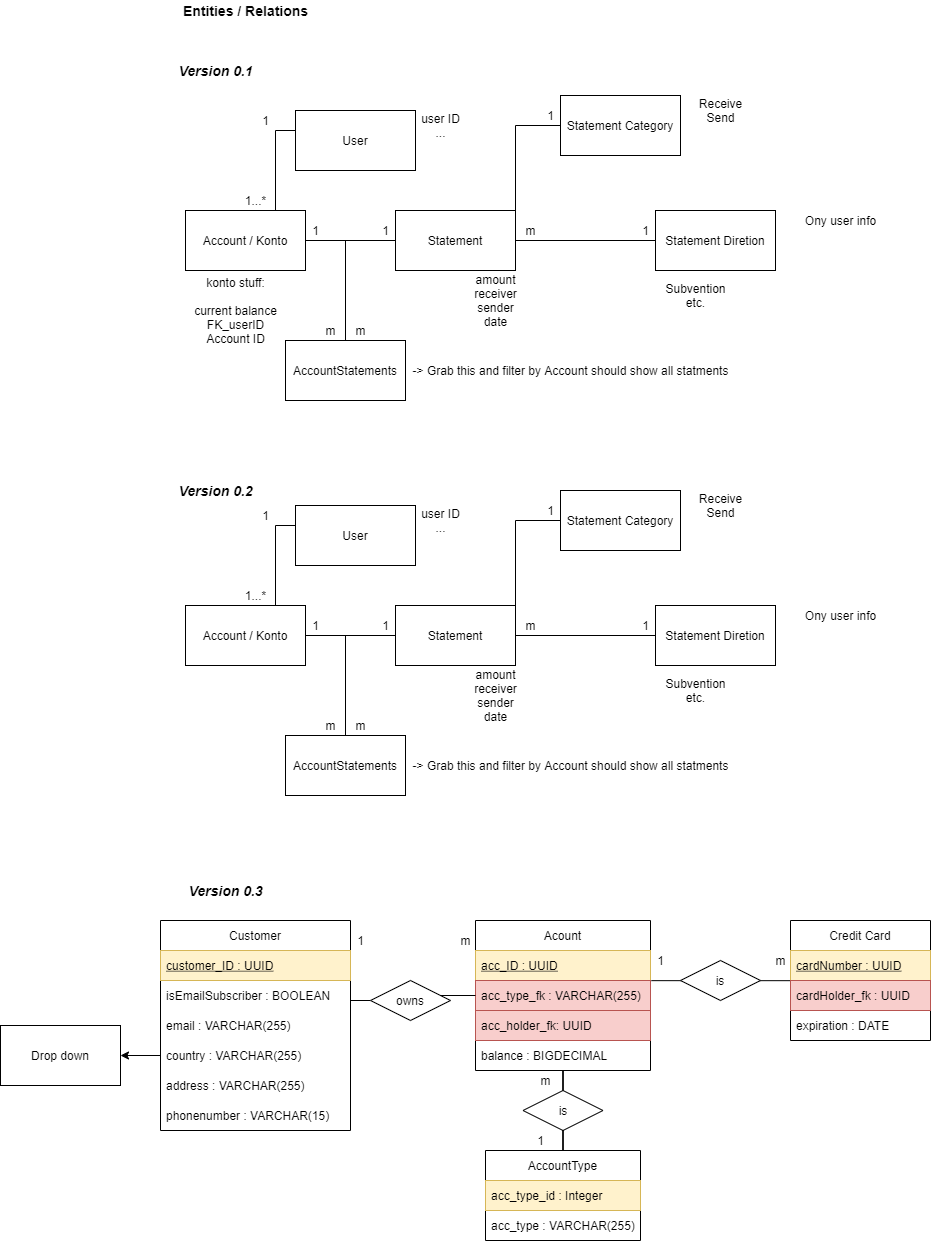 Entities / Relations
Version 0.1
1
User
user ID
...
1
Statement Category
Receive
Send
1...*
Account / Konto
1
1
Statement
m
1
Statement Diretion
Ony user info
konto stuff:
current balance
FK_userID
Account ID
amount
receiver
sender
date
Subvention
etc.
m
m
AccountStatements
-> Grab this and filter by Account should show all statments
Version 0.2
1
User
user ID
...
1
Statement Category
Receive
Send
1...*
Account / Konto
1
1
Statement
m
1
Statement Diretion
Ony user info
amount
receiver
sender
date
Subvention
etc.
m
m
AccountStatements
-> Grab this and filter by Account should show all statments
Version 0.3
Customer
customer_ID : UUID
isEmailSubscriber : BOOLEAN
email : VARCHAR(255)
country : VARCHAR(255)
address : VARCHAR(255)
phonenumber : VARCHAR(15)
Drop down
1
owns
m
Acount
acc_ID : UUID
acc_type_fk : VARCHAR(255)
acc_holder_fk: UUID
balance : BIGDECIMAL
1
is
m
Credit Card
cardNumber : UUID
cardHolder_fk : UUID
expiration : DATE
m
is
1
AccountType
acc_type_id : Integer
acc_type : VARCHAR(255)